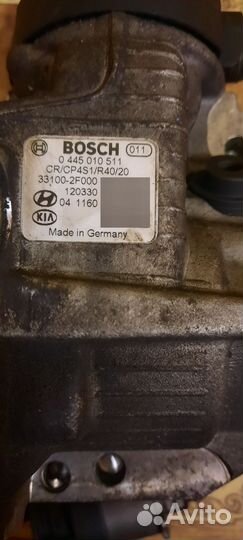 BOSCH 011
0 445 010 511
CR/CP4S1/R40/20
33100-2F000
120330
04 1160
KIA
Made in Germany
Avito